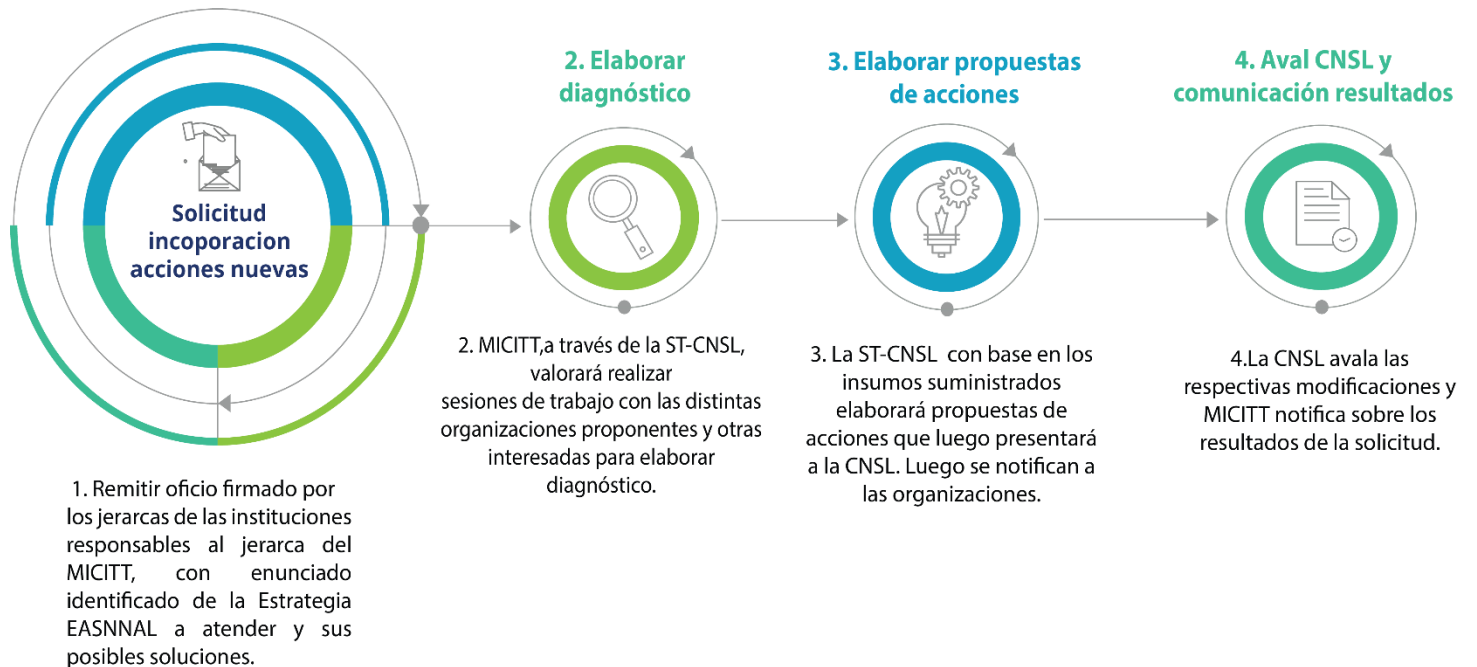 Solicitud
incoporacion
acciones nuevas
1. Remitir oficio firmado por
los jerarcas de las instituciones
responsables al jerarca del
MICITT, con enunciado
identificado de la Estrategia
EASNNAL a atender y sus
posibles soluciones.
2. Elaborar
diagnóstico
2. MICITT,a través de la ST-CNSL,
valorará realizar
sesiones de trabajo con las distintas
organizaciones proponentes y otras
interesadas para elaborar
diagnóstico.
3. Elaborar propuestas
de acciones
3. La ST-CNSL con base en los
insumos suministrados
elaborará propuestas de
acciones que luego presentará
a la CNSL. Luego se notifican a
las organizaciones.
4. Aval CNSL y
comunicación resultados
4.La CNSL avala las
respectivas modificaciones y
MICITT notifica sobre los
resultados de la solicitud.